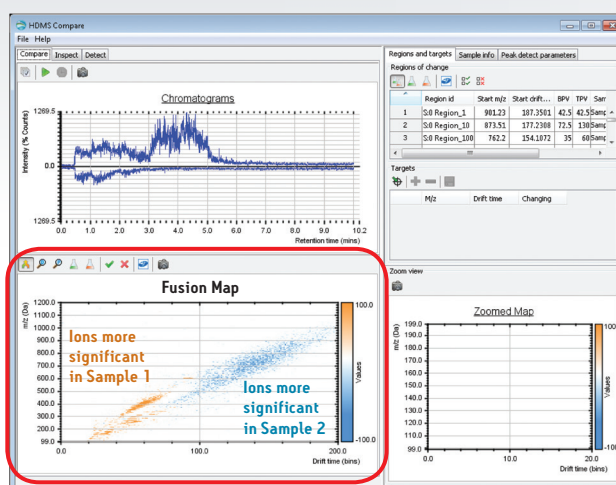 HDMS Compare
File Help
Compare Inspect Detect
Chromatograms
1269.5
0.0
1269.5
Intensity (% Counts)
0.0 1.0 2.0 3.0 4.0 5.0 6.0 7.0 8.0 9.0 10.2
Retention time (mins)
Fusion Map
1200.0
1000.0
900.0
800.0
700.0
600.0
500.0
400.0
300.0
200.0
99.0
m/z (Da)
Ions more
significant
in Sample 1
Ions more
significant
in Sample 2
100.0
-100.0
Values
0.0 100.0 200.0
Drift time (bins)
Regions and targets Sample info Peak detect parameters
Regions of change
Region id Start m/z Start drift... BPV TPV Sam
1 S:0 Region_1 901.23 187.3501 42.5 42.5 Samp
2 S:0 Region_10 873.51 177.2308 72.5 130 Samp
3 S:0 Region_100 762.2 154.1872 35 60 Samp
Targets
M/z Drift time Changing
Zoom view
Zoomed Map
199.0
190.0
180.0
170.0
160.0
150.0
140.0
130.0
120.0
110.0
99.0
m/z (Da)
100
-100
Values
0.0 10.0 20.0
Drift time (bins)